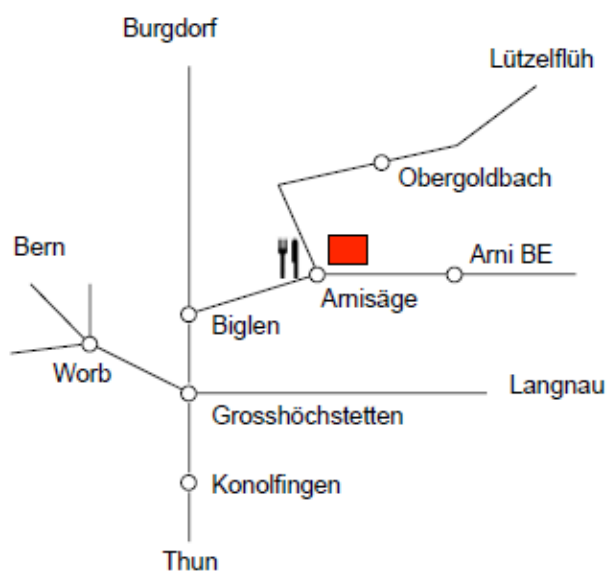 Burgdorf
Lützelflüh
Obergoldbach
Bern
Arni BE
Arnisäge
Biglen
Worb
Langnau
Grosshöchstetten
Konolfingen
Thun